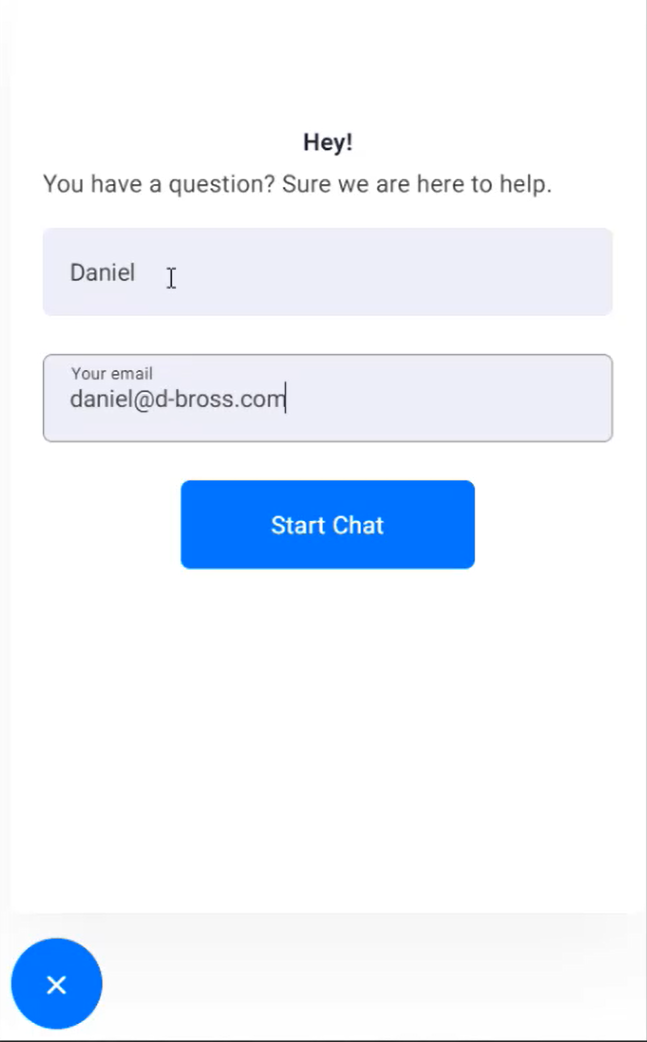 Hey!
You have a question? Sure we are here to help.
Daniel
Your email
daniel@d-bross.com
Start Chat